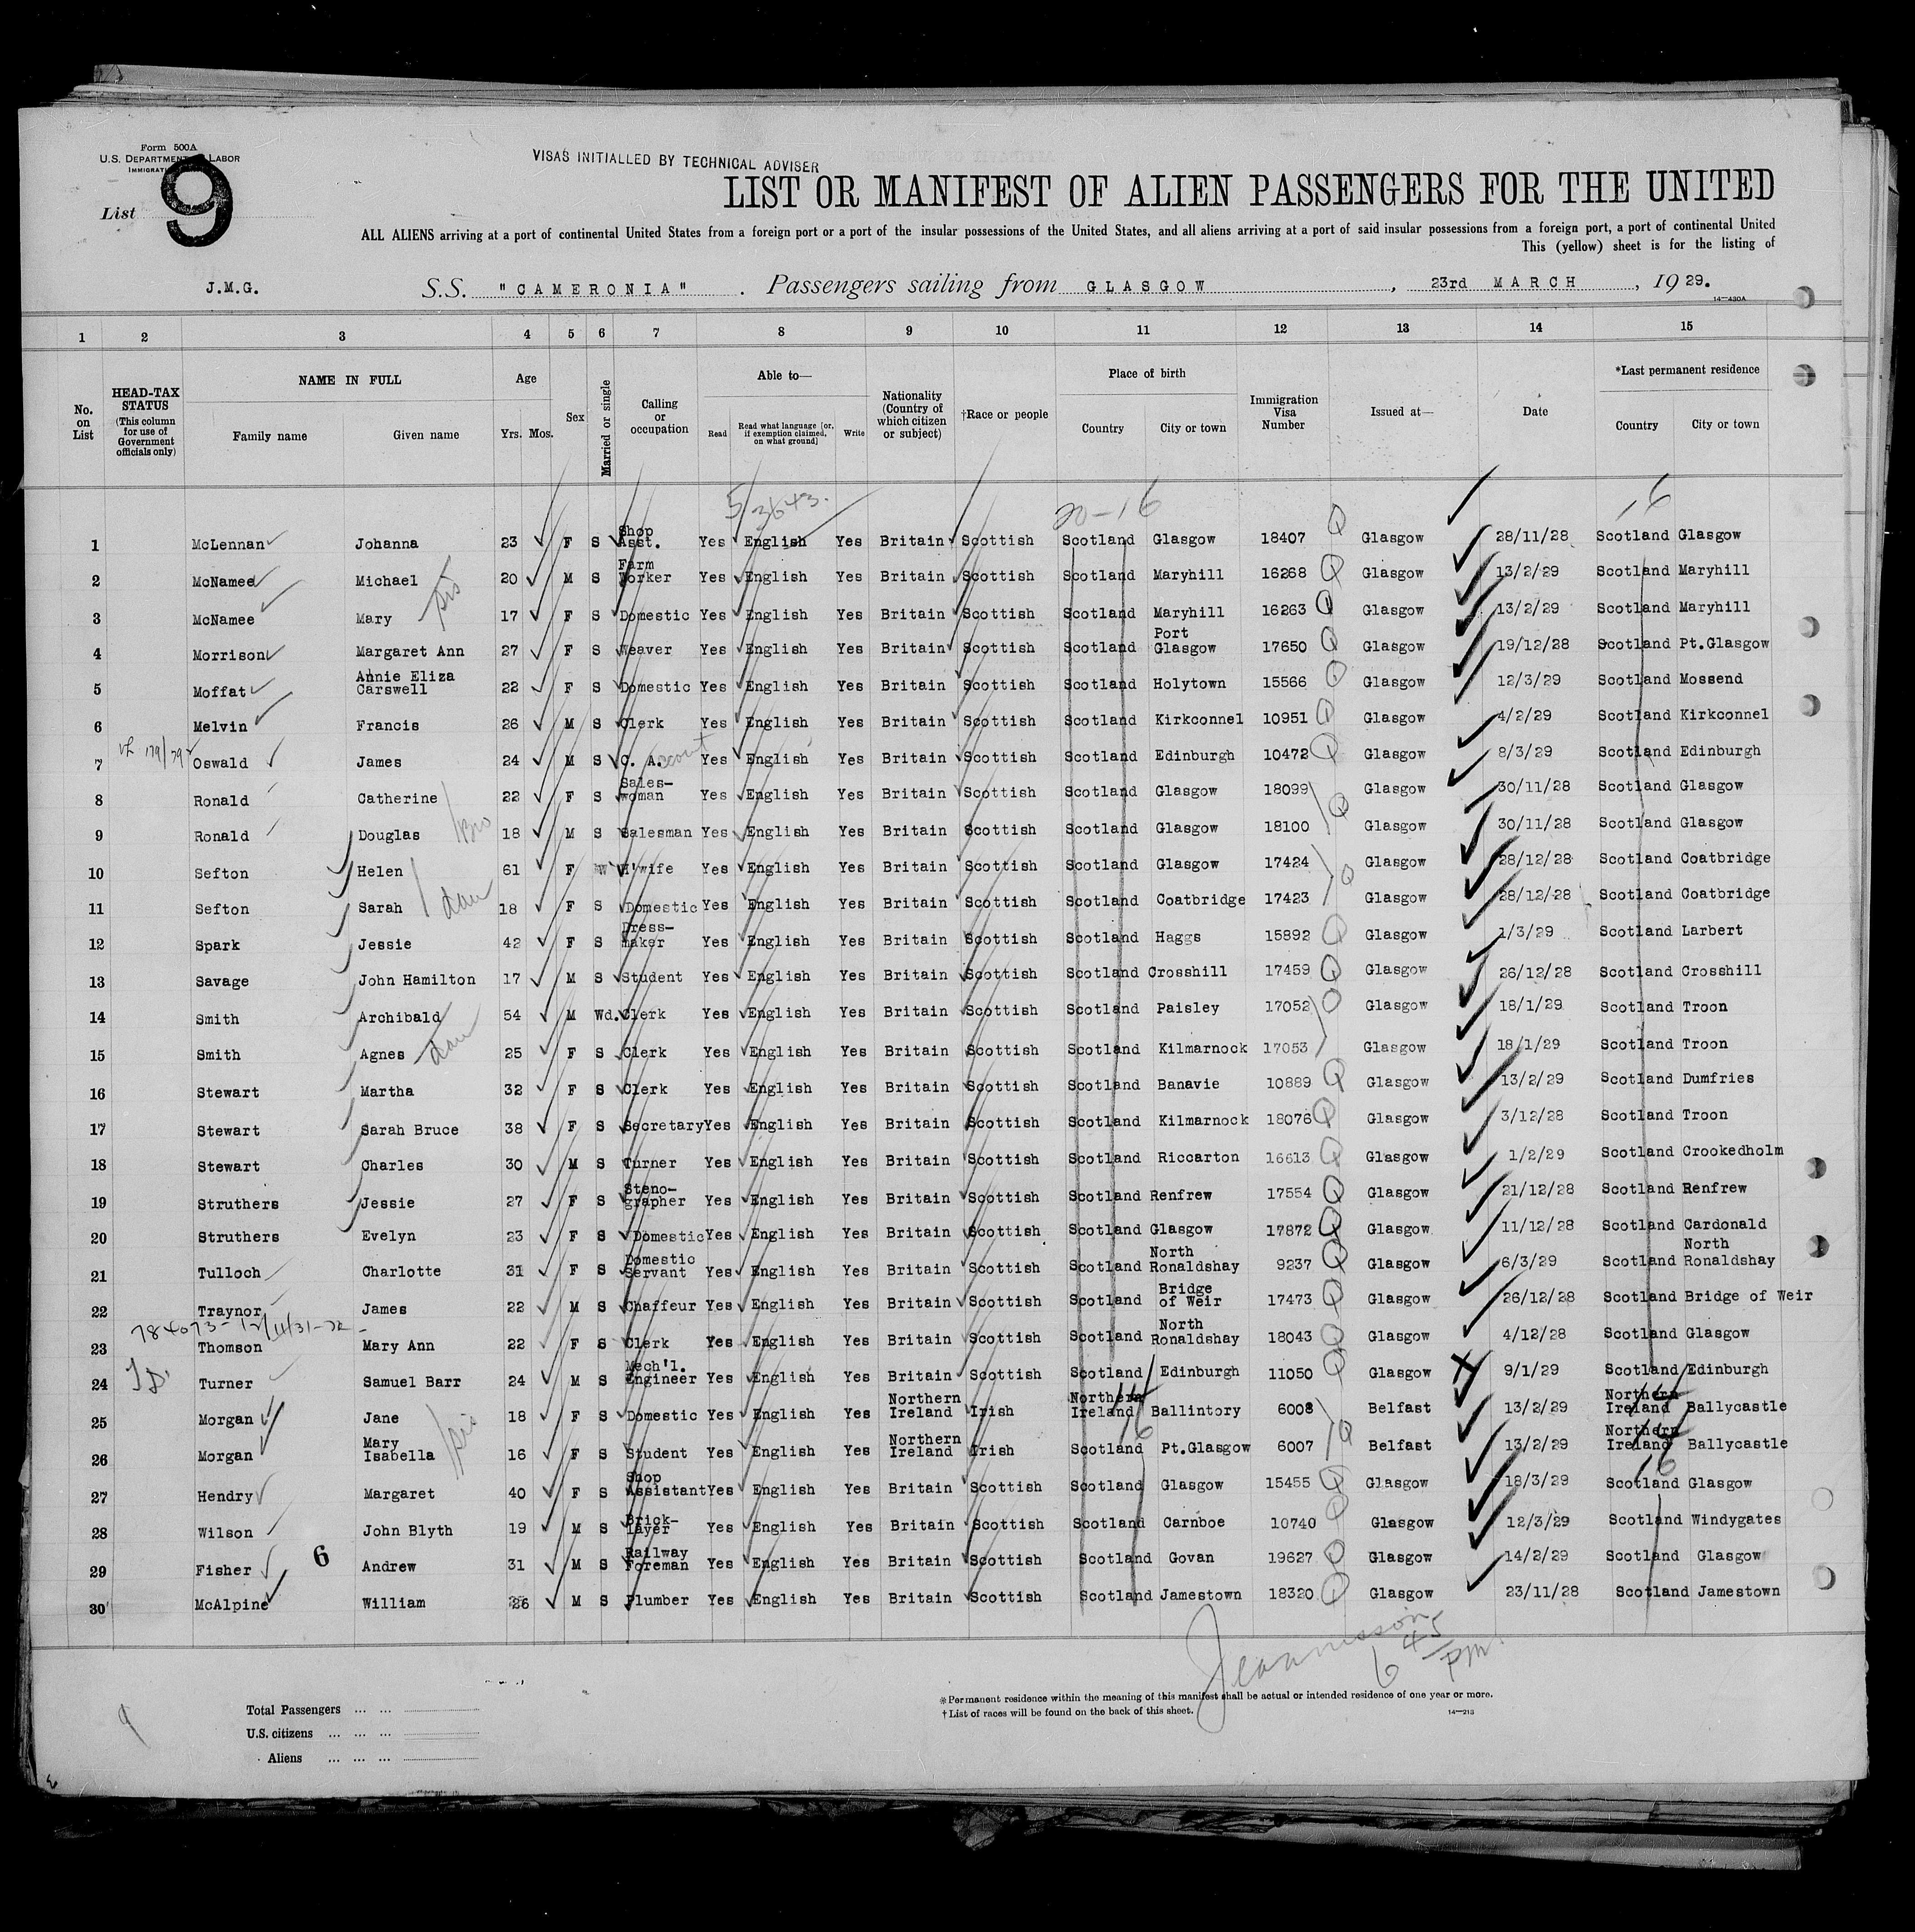 Form 500A
U.S. DEPARTMENT LABOR
IMMIGRATI
List 9
VISAS INITIALLED BY TECHNICAL ADVISER
LIST OR MANIFEST OF ALIEN PASSENGERS FOR THE UNITED
ALL ALIENS arriving at a port of continental United States from a foreign port or a port of the insular possessions of the United States, and all aliens arriving at a port of said insular possessions from a foreign port, a port of continental United
This (yellow) sheet is for the listing of
J.M.G. S.S. "CAMERONIA" . Passengers sailing from GLASGOW , 23rd MARCH , 19 29.
14—430A
1 2 3 4 5 6 7 8 9 10 11 12 13 14 15
No. on List
HEAD-TAX STATUS (This column for use of Government officials only)
NAME IN FULL Family name Given name
Age Yrs. Mos.
Sex
Married or single
Calling or occupation
Able to— Read Read what language [or, if exemption claimed, on what ground] Write
Nationality (Country of which citizen or subject)
†Race or people
Place of birth Country City or town
Immigration Visa Number
Issued at—
Date
*Last permanent residence Country City or town
5/3643. 20-16 16
1 McLennan Johanna 23 F S Shop Asst. Yes English Yes Britain Scottish Scotland Glasgow 18407 Glasgow 28/11/28 Scotland Glasgow
2 McNamee Michael 20 M S Farm Worker Yes English Yes Britain Scottish Scotland Maryhill 16268 Glasgow 13/2/29 Scotland Maryhill
3 McNamee Mary sis 17 F S Domestic Yes English Yes Britain Scottish Scotland Maryhill 16263 Glasgow 13/2/29 Scotland Maryhill
4 Morrison Margaret Ann 27 F S Weaver Yes English Yes Britain Scottish Scotland Port Glasgow 17650 Glasgow 19/12/28 Scotland Pt.Glasgow
5 Moffat Annie Eliza Carswell 22 F S Domestic Yes English Yes Britain Scottish Scotland Holytown 15566 Glasgow 12/3/29 Scotland Mossend
6 Melvin Francis 26 M S Clerk Yes English Yes Britain Scottish Scotland Kirkconnel 10951 Glasgow 4/2/29 Scotland Kirkconnel
7 Oswald James 24 M S C. A. Yes English Yes Britain Scottish Scotland Edinburgh 10472 Glasgow 8/3/29 Scotland Edinburgh
8 Ronald Catherine 22 F S Sales-woman Yes English Yes Britain Scottish Scotland Glasgow 18099 Glasgow 30/11/28 Scotland Glasgow
9 Ronald Douglas Bro 18 M S Salesman Yes English Yes Britain Scottish Scotland Glasgow 18100 Glasgow 30/11/28 Scotland Glasgow
10 Sefton Helen 61 F W H'wife Yes English Yes Britain Scottish Scotland Glasgow 17424 Glasgow 28/12/28 Scotland Coatbridge
11 Sefton Sarah dau 18 F S Domestic Yes English Yes Britain Scottish Scotland Coatbridge 17423 Glasgow 28/12/28 Scotland Coatbridge
12 Spark Jessie 42 F S Dress-maker Yes English Yes Britain Scottish Scotland Haggs 15892 Glasgow 1/3/29 Scotland Larbert
13 Savage John Hamilton 17 M S Student Yes English Yes Britain Scottish Scotland Crosshill 17459 Glasgow 26/12/28 Scotland Crosshill
14 Smith Archibald 54 M Wd. Clerk Yes English Yes Britain Scottish Scotland Paisley 17052 Glasgow 18/1/29 Scotland Troon
15 Smith Agnes dau 25 F S Clerk Yes English Yes Britain Scottish Scotland Kilmarnock 17053 Glasgow 18/1/29 Scotland Troon
16 Stewart Martha 32 F S Clerk Yes English Yes Britain Scottish Scotland Banavie 10889 Glasgow 13/2/29 Scotland Dumfries
17 Stewart Sarah Bruce 38 F S Secretary Yes English Yes Britain Scottish Scotland Kilmarnock 18076 Glasgow 3/12/28 Scotland Troon
18 Stewart Charles 30 M S Turner Yes English Yes Britain Scottish Scotland Riccarton 16613 Glasgow 1/2/29 Scotland Crookedholm
19 Struthers Jessie 27 F S Steno-grapher Yes English Yes Britain Scottish Scotland Renfrew 17554 Glasgow 21/12/28 Scotland Renfrew
20 Struthers Evelyn 23 F S Domestic Yes English Yes Britain Scottish Scotland Glasgow 17872 Glasgow 11/12/28 Scotland Cardonald
21 Tulloch Charlotte 31 F S Domestic Servant Yes English Yes Britain Scottish Scotland North Ronaldshay 9237 Glasgow 6/3/29 Scotland North Ronaldshay
22 Traynor James 22 M S Chaffeur Yes English Yes Britain Scottish Scotland Bridge of Weir 17473 Glasgow 26/12/28 Scotland Bridge of Weir
23 Thomson Mary Ann 22 F S Clerk Yes English Yes Britain Scottish Scotland North Ronaldshay 18043 Glasgow 4/12/28 Scotland Glasgow
24 Turner Samuel Barr 24 M S Mech'l. Engineer Yes English Yes Britain Scottish Scotland Edinburgh 11050 Glasgow 9/1/29 Scotland Edinburgh
25 Morgan Jane 18 F S Domestic Yes English Yes Northern Ireland Irish Northern Ireland Ballintory 6008 Belfast 13/2/29 Northern Ireland Ballycastle
26 Morgan Mary Isabella sis 16 F S Student Yes English Yes Northern Ireland Irish Scotland Pt.Glasgow 6007 Belfast 13/2/29 Northern Ireland Ballycastle
27 Hendry Margaret 40 F S Shop Assistant Yes English Yes Britain Scottish Scotland Glasgow 15455 Glasgow 18/3/29 Scotland Glasgow
28 Wilson John Blyth 19 M S Brick-layer Yes English Yes Britain Scottish Scotland Carnboe 10740 Glasgow 12/3/29 Scotland Windygates
29 Fisher 6 Andrew 31 M S Railway Foreman Yes English Yes Britain Scottish Scotland Govan 19627 Glasgow 14/2/29 Scotland Glasgow
30 McAlpine William 26 M S Plumber Yes English Yes Britain Scottish Scotland Jamestown 18320 Glasgow 23/11/28 Scotland Jamestown
6 45 pm
*Permanent residence within the meaning of this manifest shall be actual or intended residence of one year or more.
†List of races will be found on the back of this sheet.
14—213
9
Total Passengers ... ...
U.S. citizens ... ... ...
Aliens ... ... ...